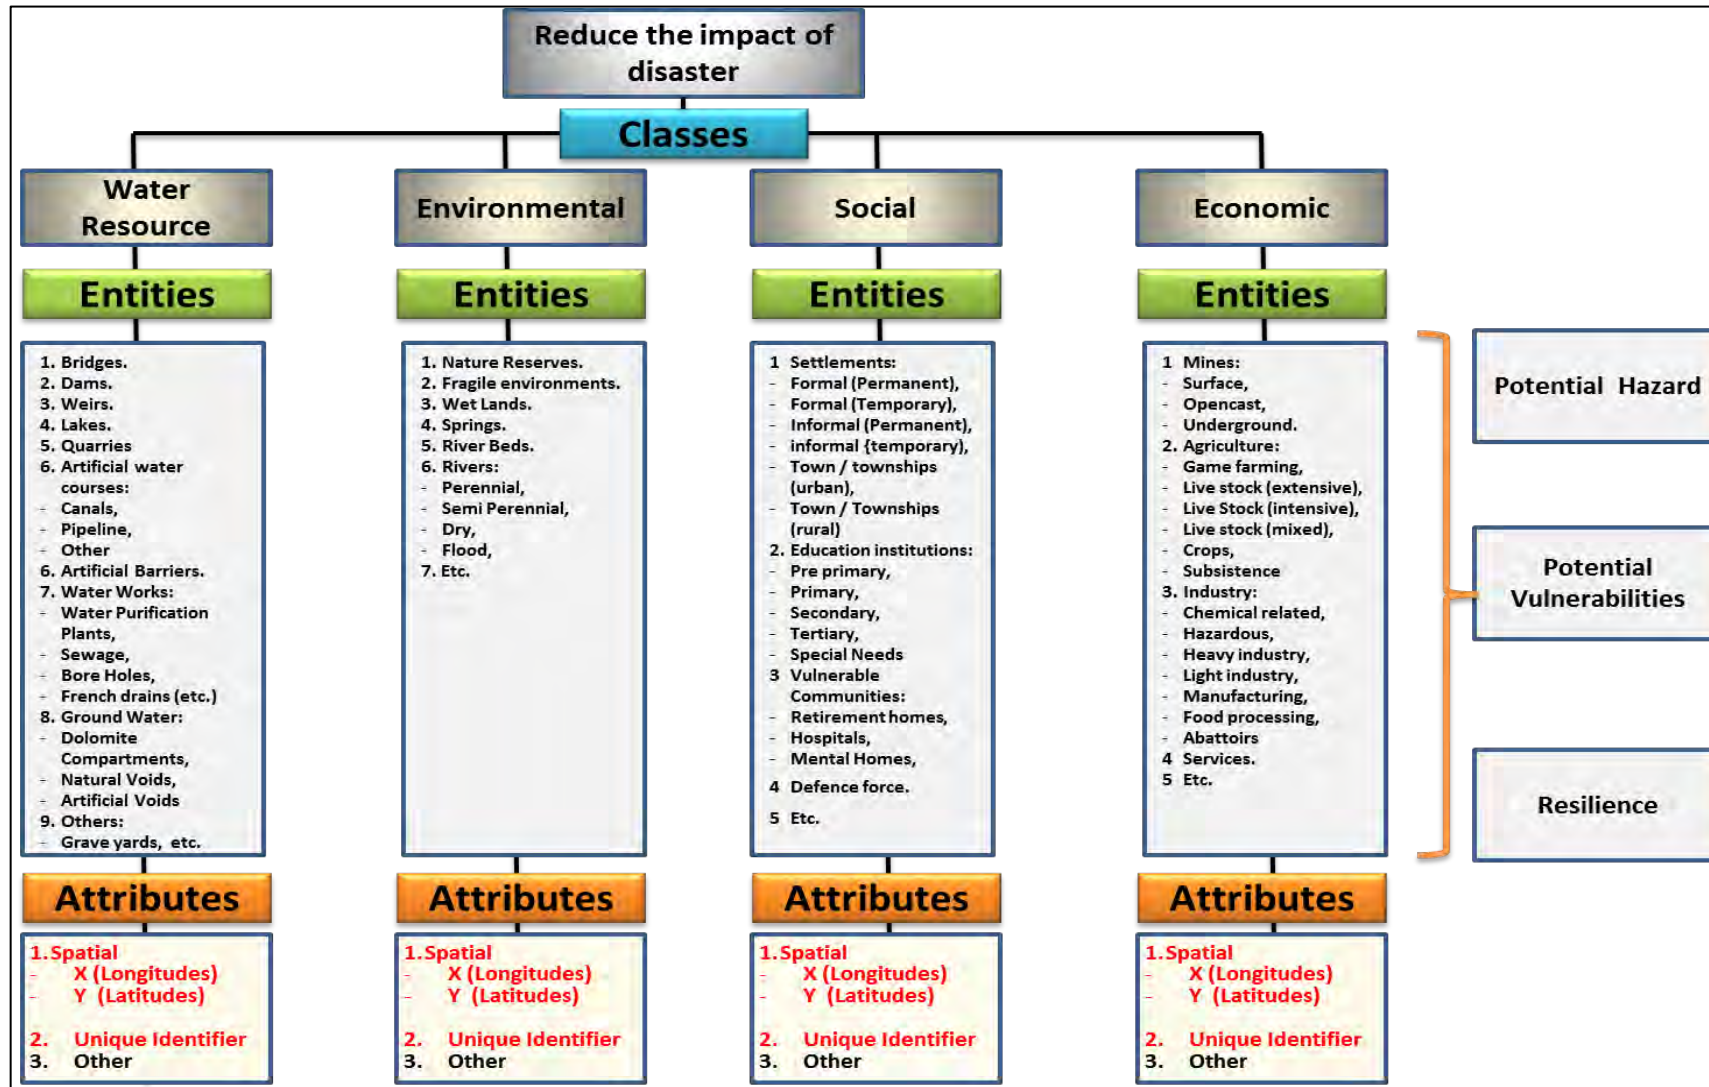 Reduce the impact of
disaster
Classes
Water
Resource
Entities
1. Bridges.
2. Dams.
3. Weirs.
4. Lakes.
5. Quarries
6. Artificial water
courses:
- Canals,
- Pipeline,
- Other
6. Artificial Barriers.
7. Water Works:
- Water Purification
Plants,
- Sewage,
- Bore Holes,
- French drains (etc.)
8. Ground Water:
- Dolomite
Compartments,
- Natural Voids,
- Artificial Voids
9. Others:
- Grave yards, etc.
Attributes
1. Spatial
- X (Longitudes)
- Y (Latitudes)
2. Unique Identifier
3. Other
Environmental
Entities
1. Nature Reserves.
2. Fragile environments.
3. Wet Lands.
4. Springs.
5. River Beds.
6. Rivers:
- Perennial,
- Semi Perennial,
- Dry,
- Flood,
7. Etc.
Attributes
1. Spatial
- X (Longitudes)
- Y (Latitudes)
2. Unique Identifier
3. Other
Social
Entities
1 Settlements:
- Formal (Permanent),
- Formal (Temporary),
- Informal (Permanent),
- informal {temporary),
- Town / townships
(urban),
- Town / Townships
(rural)
2. Education institutions:
- Pre primary,
- Primary,
- Secondary,
- Tertiary,
- Special Needs
3 Vulnerable
Communities:
- Retirement homes,
- Hospitals,
- Mental Homes,
4 Defence force.
5 Etc.
Attributes
1. Spatial
- X (Longitudes)
- Y (Latitudes)
2. Unique Identifier
3. Other
Economic
Entities
1 Mines:
- Surface,
- Opencast,
- Underground.
2. Agriculture:
- Game farming,
- Live stock (extensive),
- Live Stock (intensive),
- Live stock (mixed),
- Crops,
- Subsistence
3. Industry:
- Chemical related,
- Hazardous,
- Heavy industry,
- Light industry,
- Manufacturing,
- Food processing,
- Abattoirs
4 Services.
5 Etc.
Attributes
1. Spatial
- X (Longitudes)
- Y (Latitudes)
2. Unique Identifier
3. Other
Potential Hazard
Potential
Vulnerabilities
Resilience